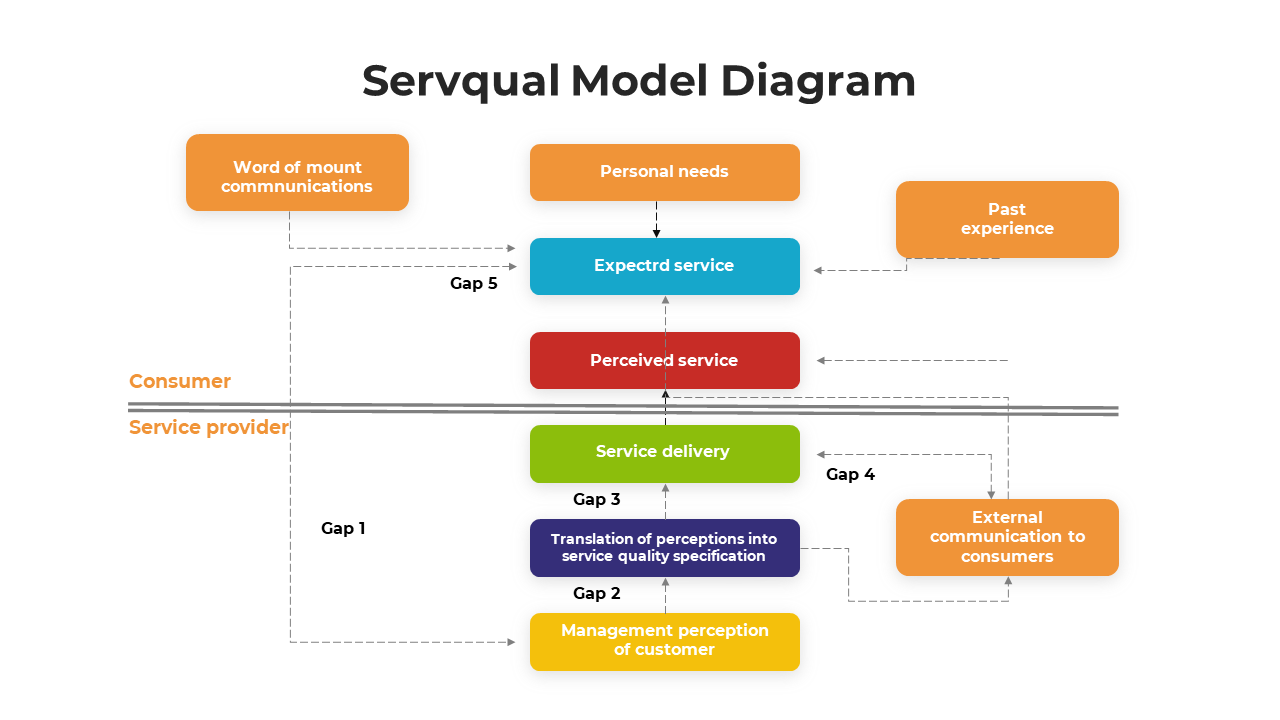 Servqual Model Diagram
Word of mount
commnunications
Personal needs
Past
experience
Expectrd service
Gap 5
Perceived service
Consumer
Service provider
Service delivery
Gap 4
Gap 3
External
communication to
consumers
Gap 1
Translation of perceptions into
service quality specification
Gap 2
Management perception
of customer